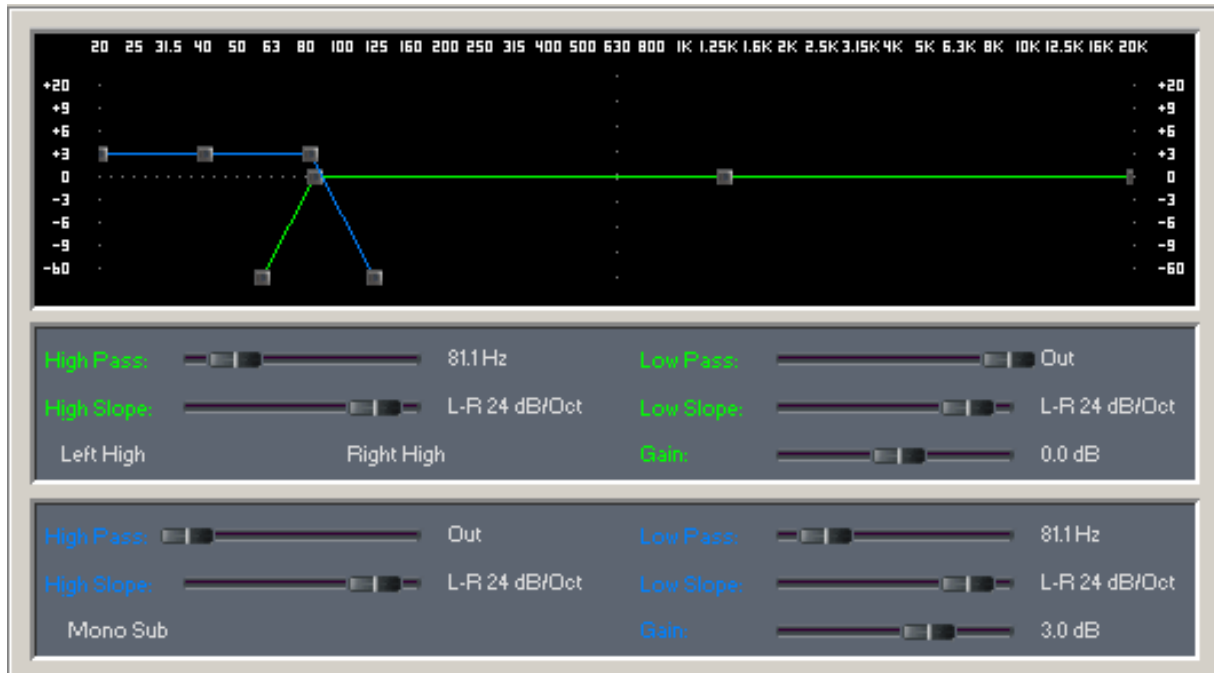 20 25 31.5 40 50 63 80 100 125 160 200 250 315 400 500 630 800 1K 1.25K 1.6K 2K 2.5K 3.15K 4K 5K 6.3K 8K 10K 12.5K 16K 20K
+20 +20
+9 +9
+6 +6
+3 +3
0 0
-3 -3
-6 -6
-9 -9
-60 -60
High Pass: 81.1 Hz Low Pass: Out
High Slope: L-R 24 dB/Oct Low Slope: L-R 24 dB/Oct
Left High Right High Gain: 0.0 dB
High Pass: Out Low Pass: 81.1 Hz
High Slope: L-R 24 dB/Oct Low Slope: L-R 24 dB/Oct
Mono Sub Gain: 3.0 dB